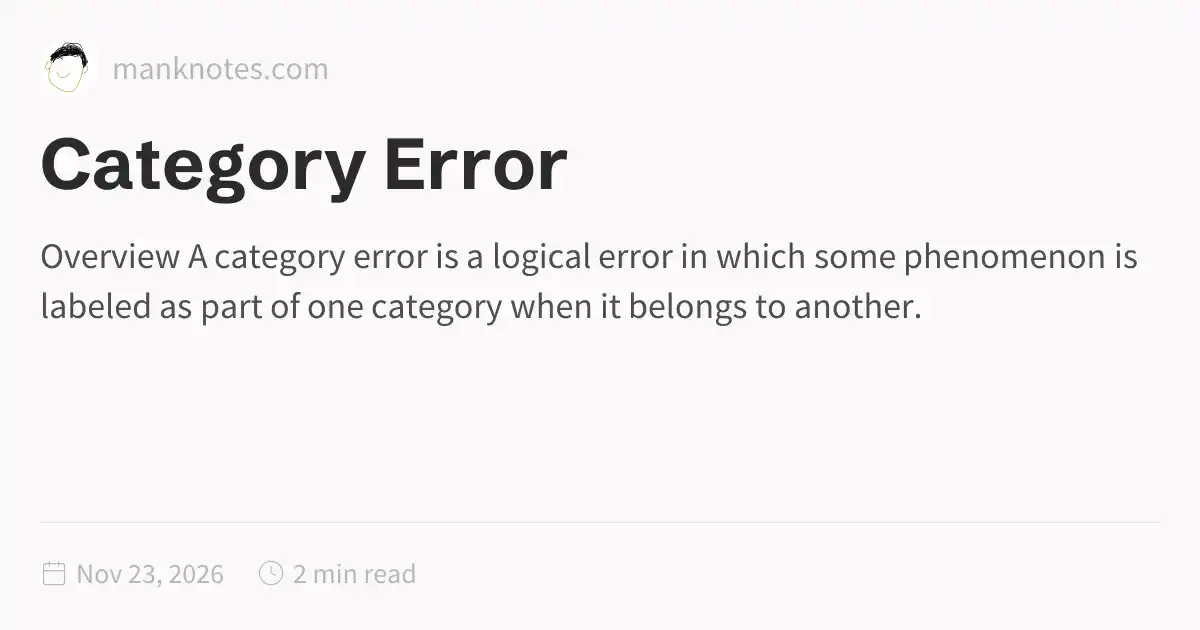 manknotes.com
Category Error
Overview A category error is a logical error in which some phenomenon is
labeled as part of one category when it belongs to another.
Nov 23, 2026 2 min read